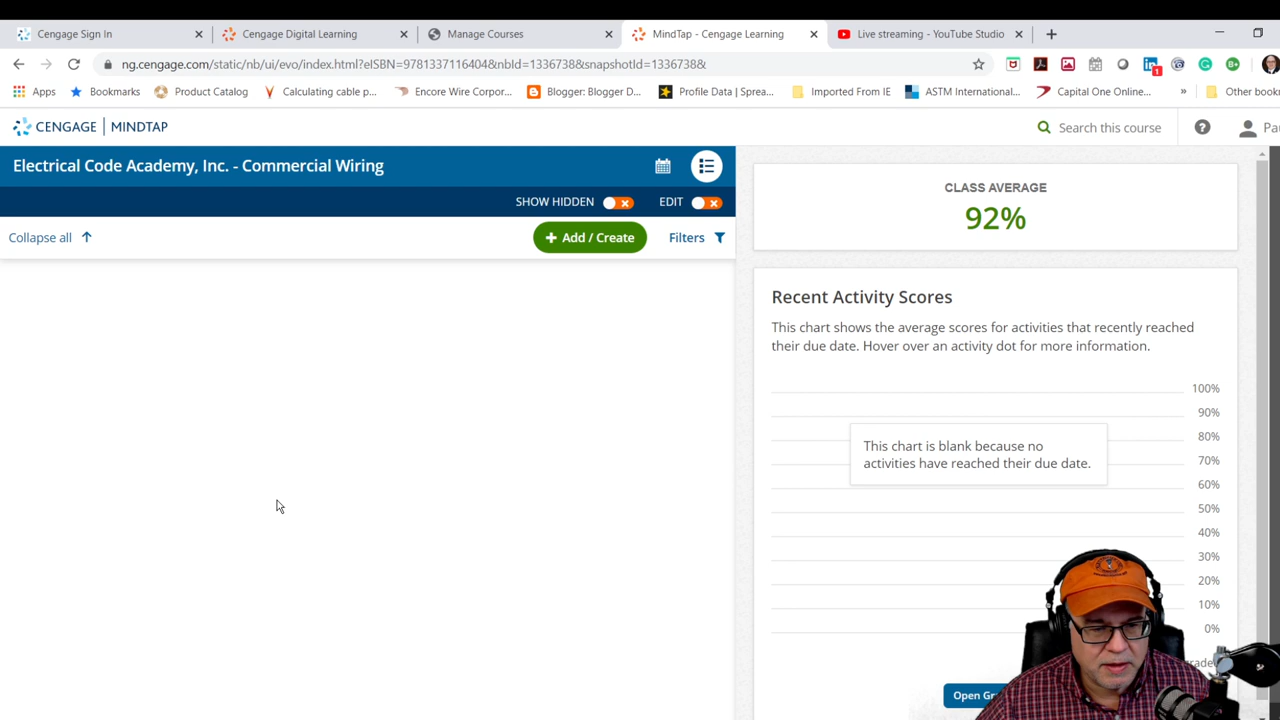 Cengage Sign In
Cengage Digital Learning
Manage Courses
MindTap - Cengage Learning
Live streaming - YouTube Studio
ng.cengage.com/static/nb/ui/evo/index.html?eISBN=9781337116404&nbId=1336738&snapshotId=1336738&
1
Apps
Bookmarks
Product Catalog
Calculating cable p...
Encore Wire Corpor...
Blogger: Blogger D...
Profile Data | Sprea...
Imported From IE
ASTM International...
Capital One Online...
»
Other book
CENGAGE | MINDTAP
Search this course
Pa
Electrical Code Academy, Inc. - Commercial Wiring
SHOW HIDDEN
EDIT
Collapse all
+ Add / Create
Filters
CLASS AVERAGE
92%
Recent Activity Scores
This chart shows the average scores for activities that recently reached
their due date. Hover over an activity dot for more information.
100%
90%
80%
70%
60%
50%
40%
30%
20%
10%
0%
This chart is blank because no
activities have reached their due date.
Open